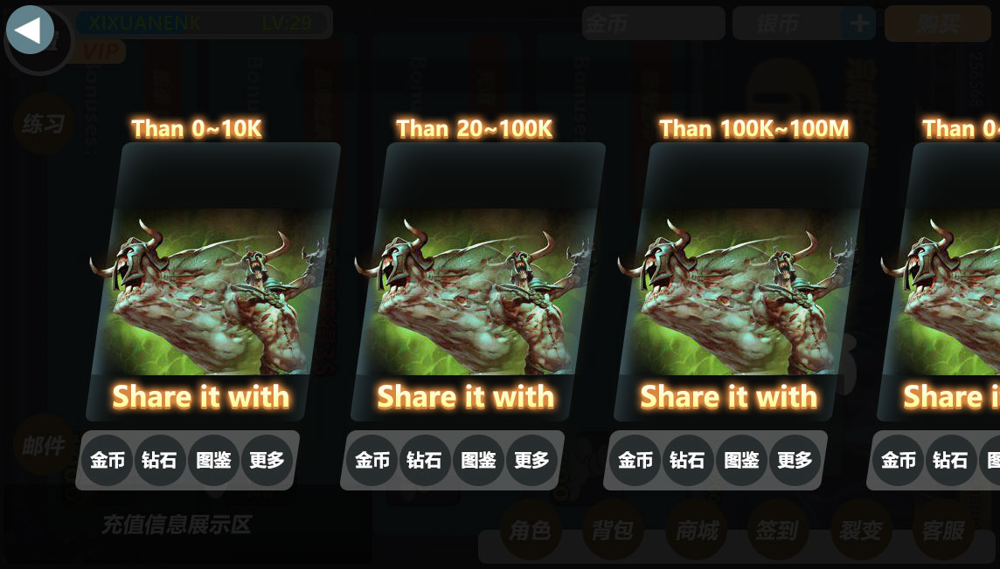 XIXUANENK LV:29
VIP
金币
银币
购买
练习
Than 0~10K
Than 20~100K
Than 100K~100M
Than 0
Share it with
Share it with
Share it with
Share it
金币 钻石 图鉴 更多
金币 钻石 图鉴 更多
金币 钻石 图鉴 更多
金币 钻石
邮件
充值信息展示区
角色 背包 商城 签到 裂变 客服
Bonuses:
Bonuses